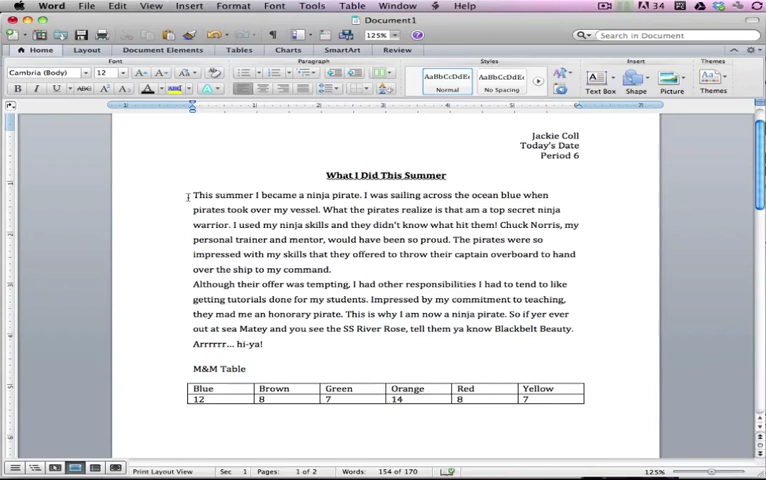 Word File Edit View Insert Format Font Tools Table Window Help 34
Document1
125%
Search in Document
Home Layout Document Elements Tables Charts SmartArt Review
Font Paragraph Styles Insert Themes
Cambria (Body) 12 AaBbCcDdE AaBbCcDdE
B I U ABC Normal No Spacing Text Box Shape Picture Themes
Jackie Coll
Today's Date
Period 6
What I Did This Summer
This summer I became a ninja pirate. I was sailing across the ocean blue when
pirates took over my vessel. What the pirates realize is that am a top secret ninja
warrior. I used my ninja skills and they didn't know what hit them! Chuck Norris, my
personal trainer and mentor, would have been so proud. The pirates were so
impressed with my skills that they offered to throw their captain overboard to hand
over the ship to my command.
Although their offer was tempting, I had other responsibilities I had to tend to like
getting tutorials done for my students. Impressed by my commitment to teaching,
they mad me an honorary pirate. This is why I am now a ninja pirate. So if yer ever
out at sea Matey and you see the SS River Rose, tell them ya know Blackbelt Beauty.
Arrrrrr... hi-ya!
M&M Table
Blue Brown Green Orange Red Yellow
12 8 7 14 8 7
Print Layout View Sec 1 Pages: 1 of 2 Words: 154 of 170 125%